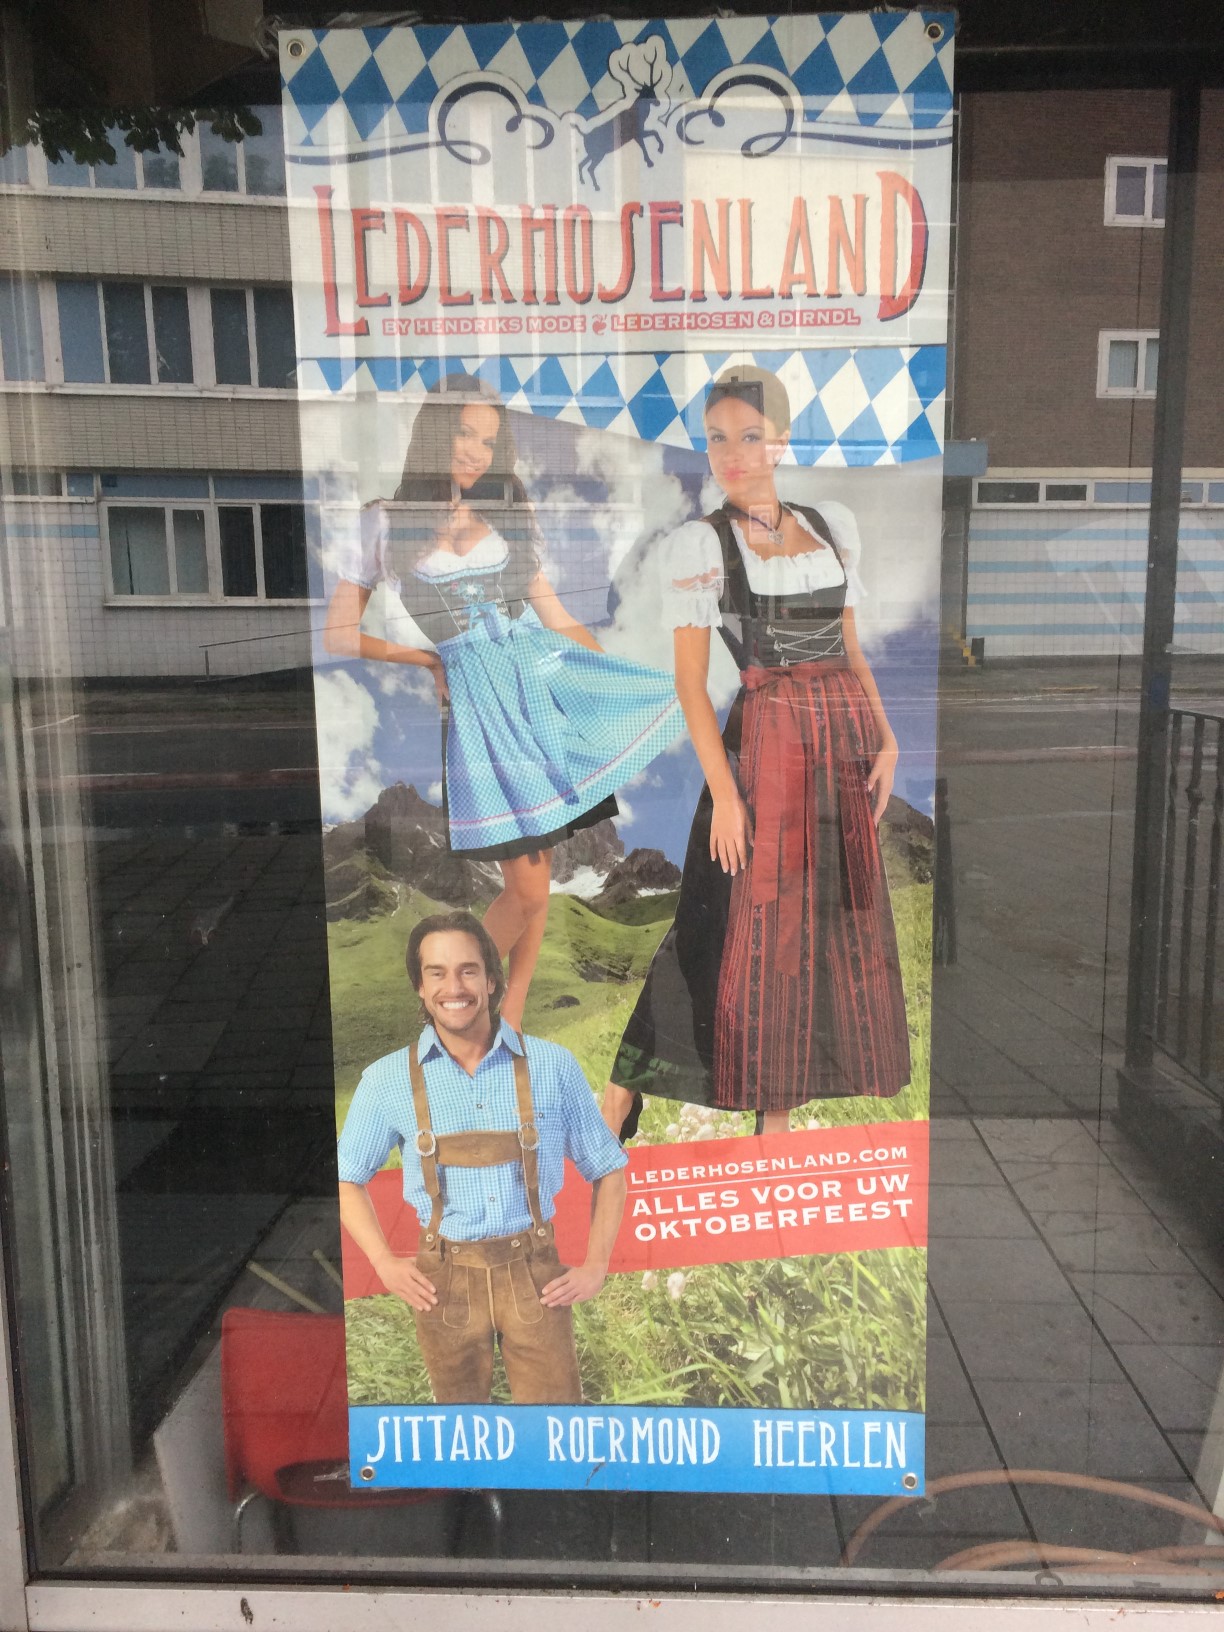 LEDERHOSENLAND
BY HENDRIKS MODE LEDERHOSEN & DIRNDL
LEDERHOSENLAND.COM
ALLES VOOR UW
OKTOBERFEEST
SITTARD ROERMOND HEERLEN